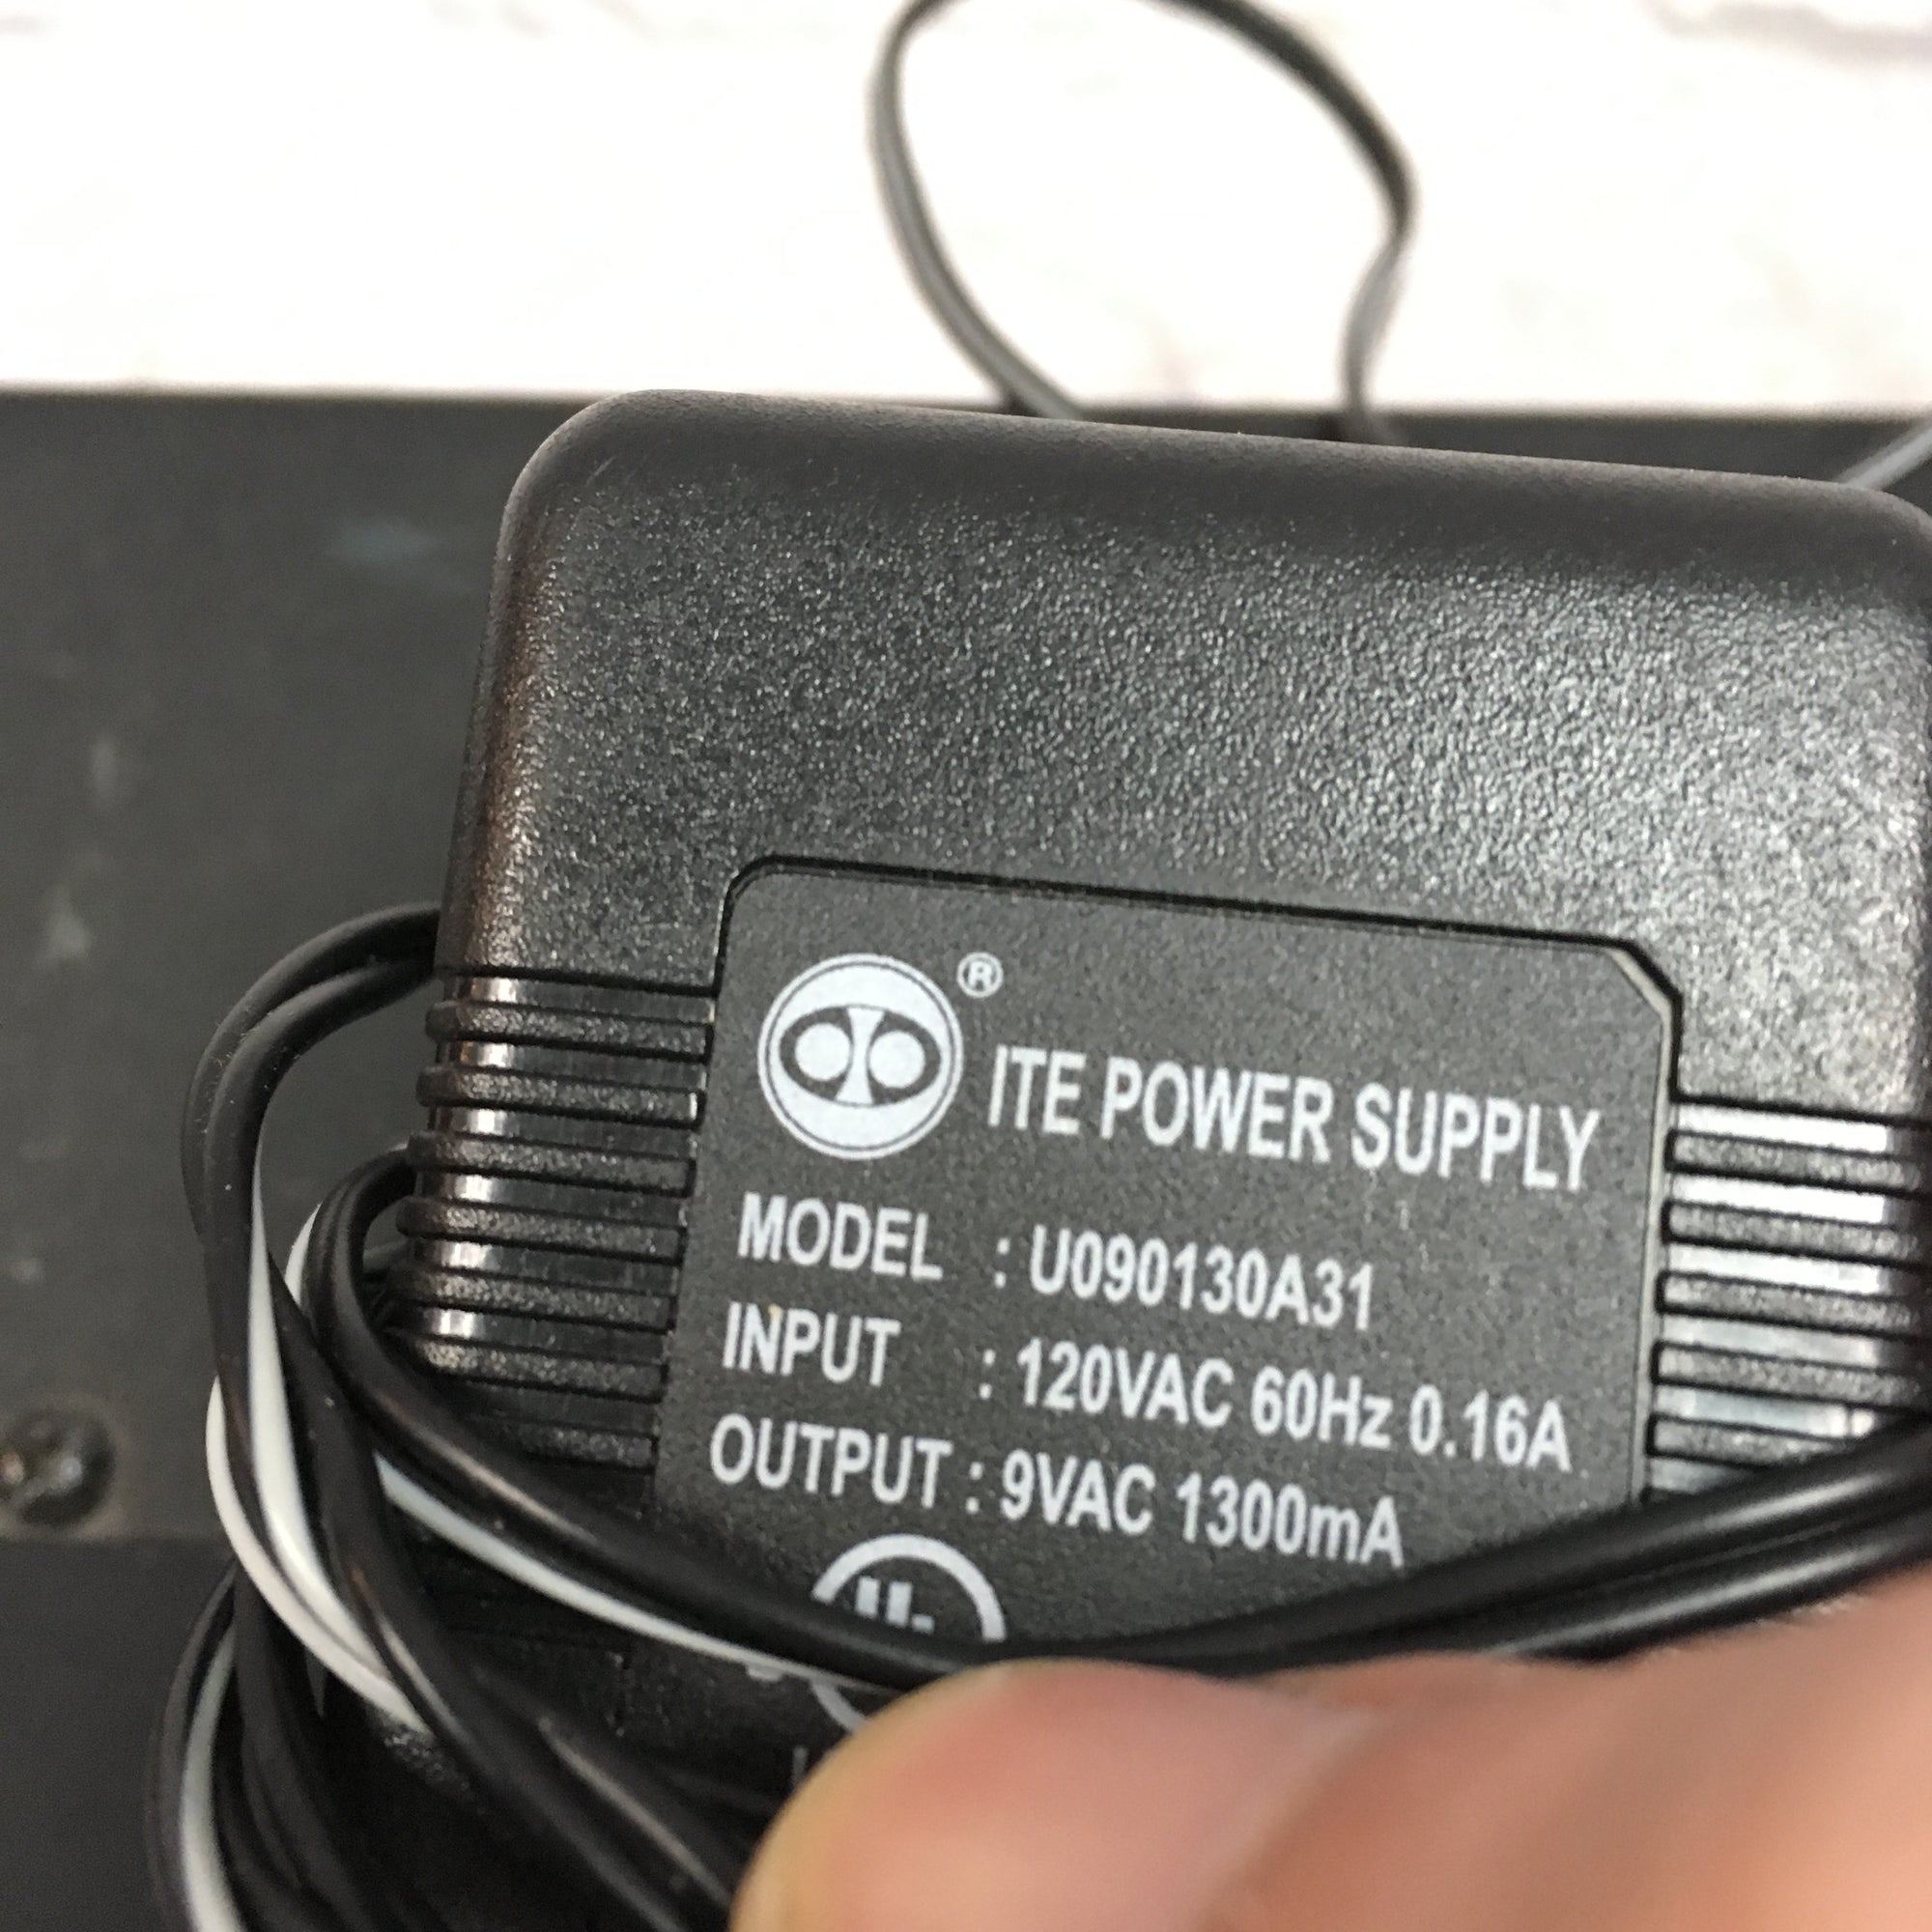 ® ITE POWER SUPPLY
MODEL : U090130A31
INPUT : 120VAC 60Hz 0.16A
OUTPUT : 9VAC 1300mA